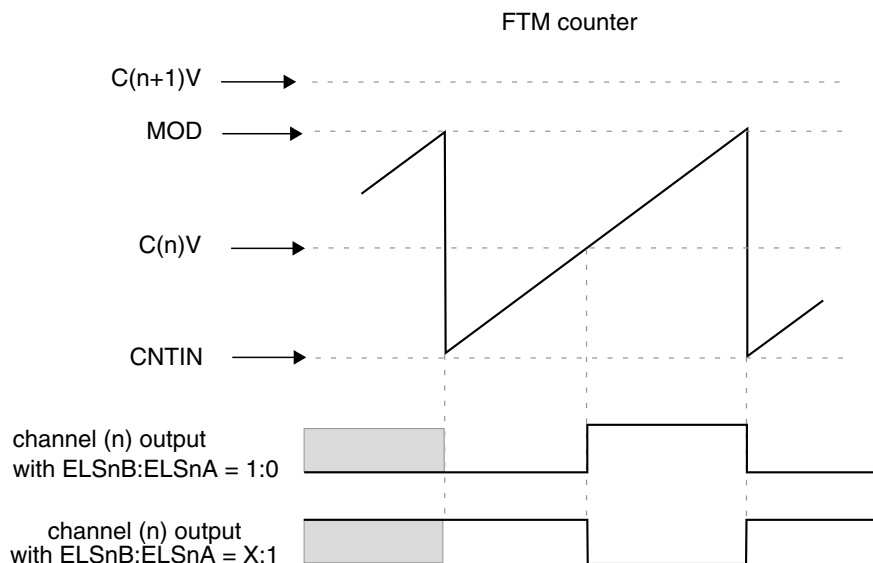 FTM counter
C(n+1)V
MOD
C(n)V
CNTIN
channel (n) output
with ELSnB:ELSnA = 1:0
channel (n) output
with ELSnB:ELSnA = X:1